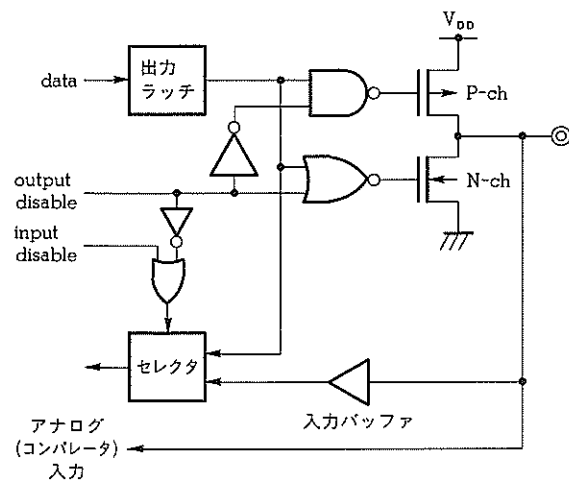 V_DD
data
出力
ラッチ
P-ch
output
disable
N-ch
input
disable
セレクタ
入力バッファ
アナログ
(コンパレータ)
入力